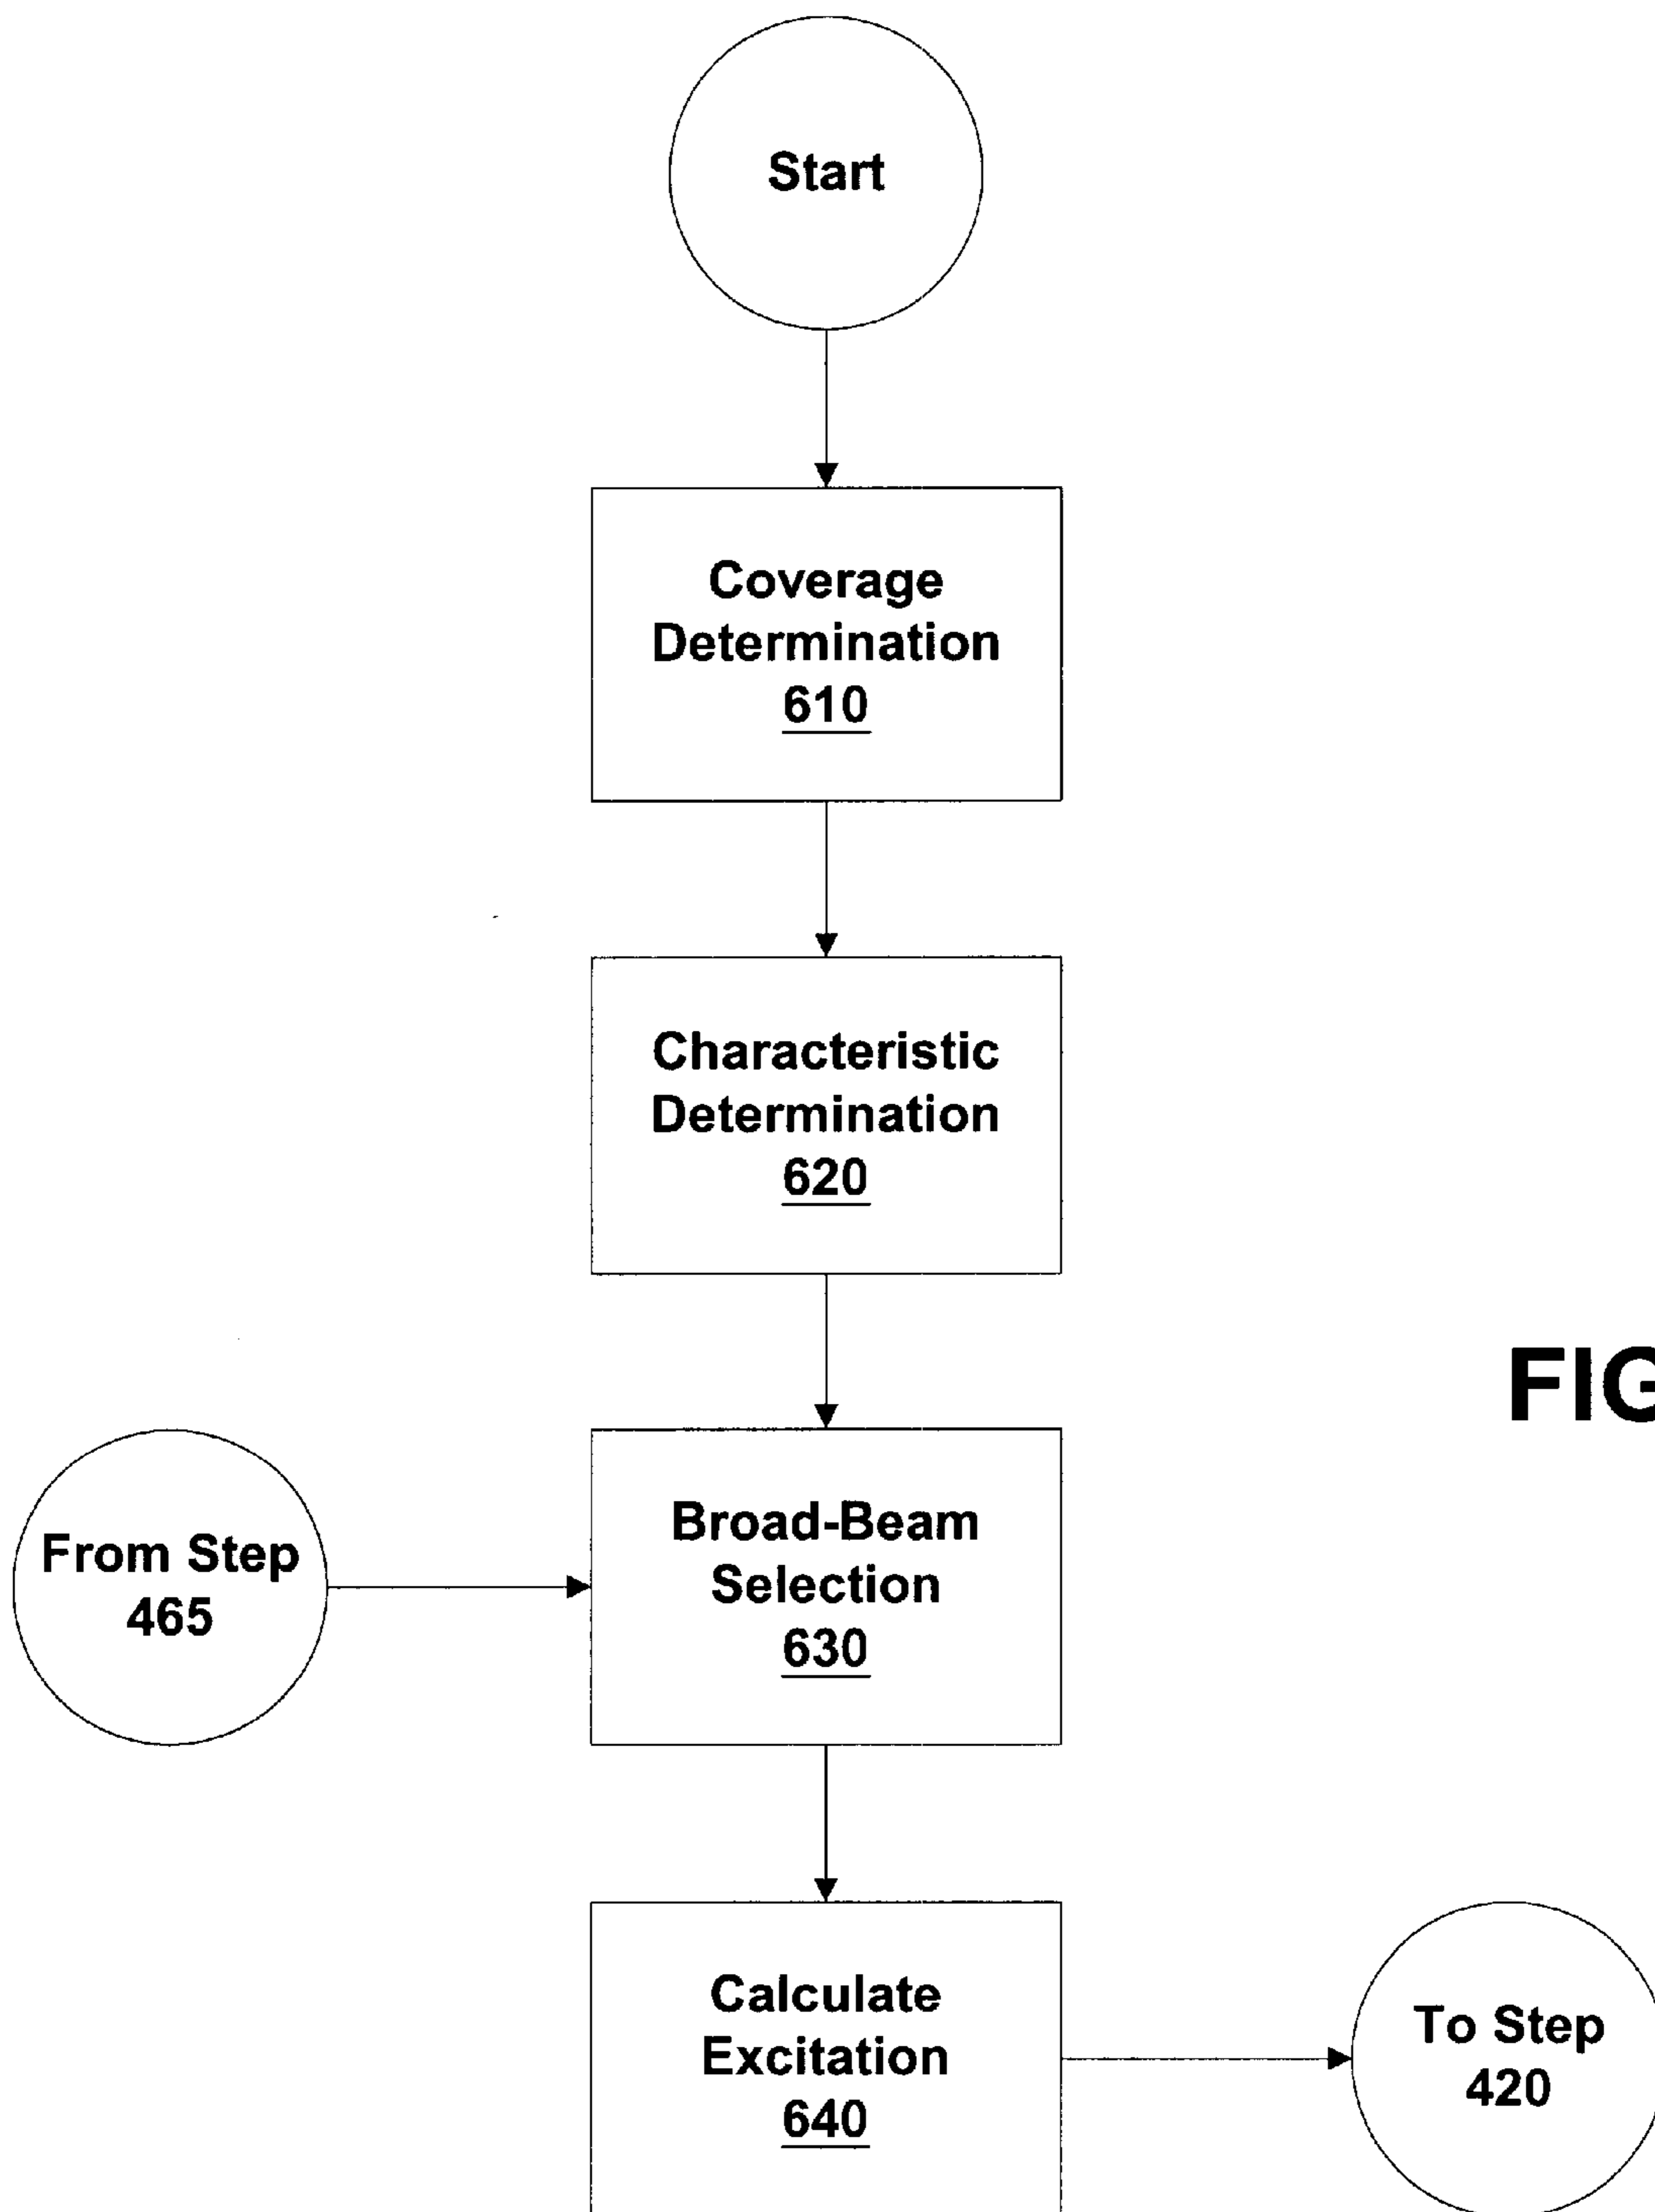 Start
Coverage
Determination
610
Characteristic
Determination
620
FIG
From Step
465
Broad-Beam
Selection
630
Calculate
Excitation
640
To Step
420